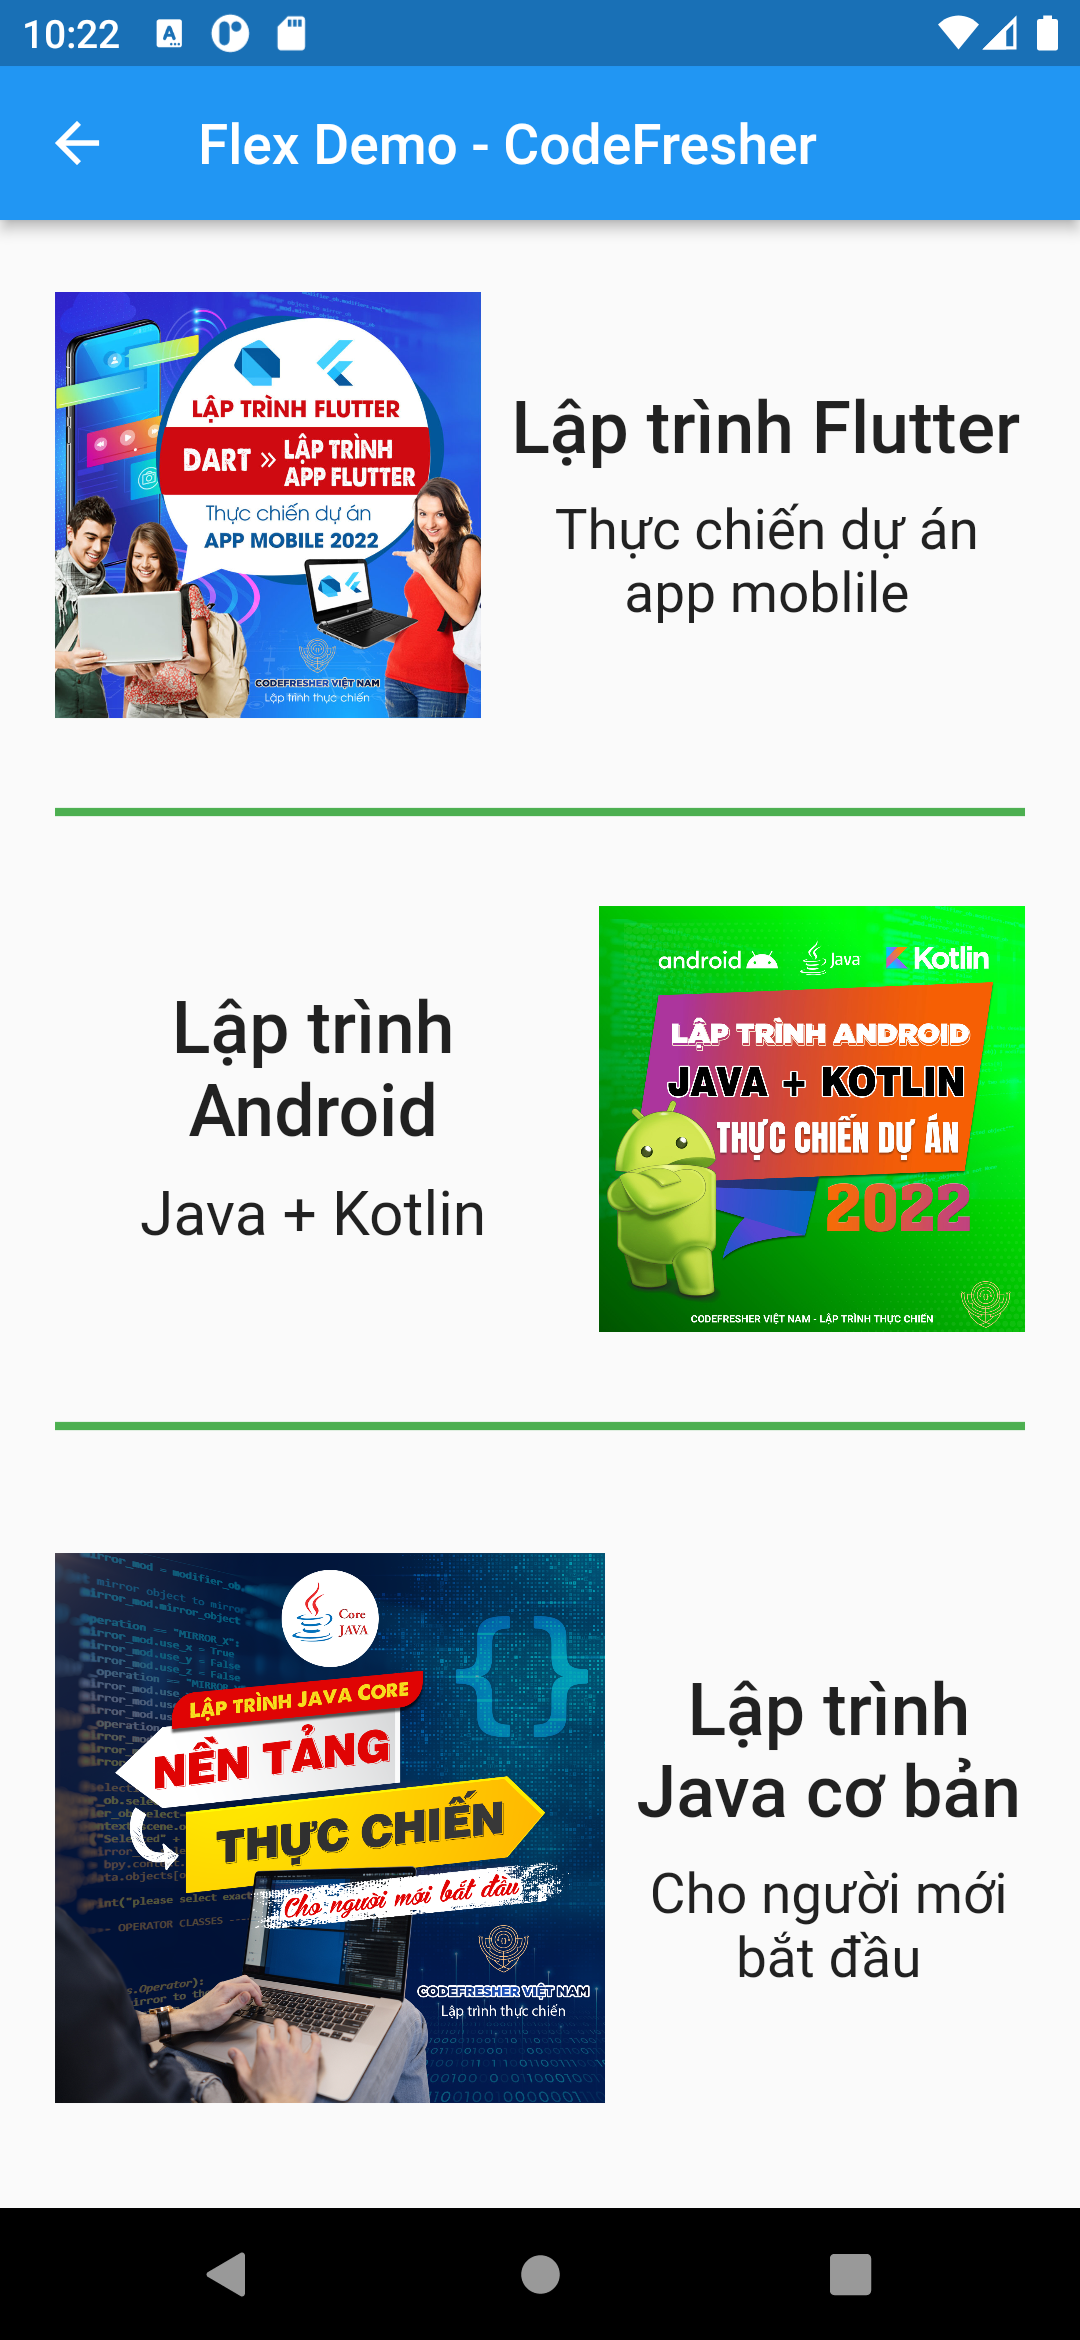 10:22
Flex Demo - CodeFresher
LẬP TRÌNH FLUTTER
DART » LẬP TRÌNH
APP FLUTTER
Thực chiến dự án
APP MOBILE 2022
CODEFRESHER VIỆT NAM
Lập trình thực chiến
Lập trình Flutter
Thực chiến dự án
app moblile
Lập trình
Android
Java + Kotlin
android Java Kotlin
LẬP TRÌNH ANDROID
JAVA + KOTLIN
THỰC CHIẾN DỰ ÁN
2022
CODEFRESHER VIỆT NAM - LẬP TRÌNH THỰC CHIẾN
Core
JAVA
LẬP TRÌNH JAVA CORE
NỀN TẢNG
THỰC CHIẾN
Cho người mới bắt đầu
CODEFRESHER VIỆT NAM
Lập trình thực chiến
Lập trình
Java cơ bản
Cho người mới
bắt đầu